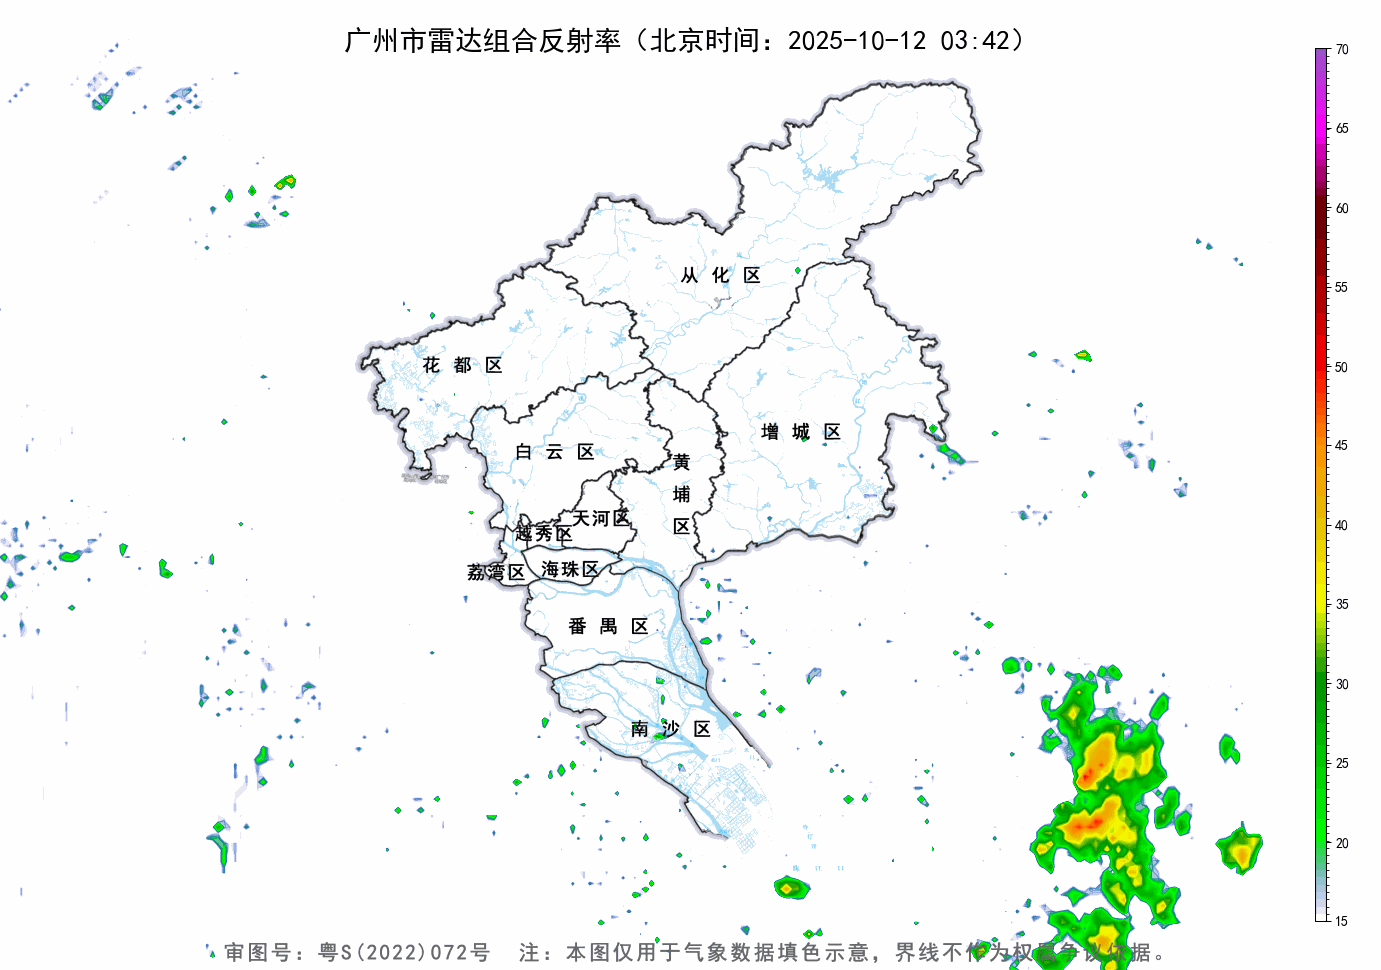 广州市雷达组合反射率（北京时间：2025-10-12 03:42）
70
65
60
55
50
45
40
35
30
25
20
15
从化区
花都区
增城区
白云区
黄埔区
天河区
越秀区
荔湾区
海珠区
番禺区
南沙区
审图号：粤S(2022)072号 注：本图仅用于气象数据填色示意，界线不作为权属争议依据。